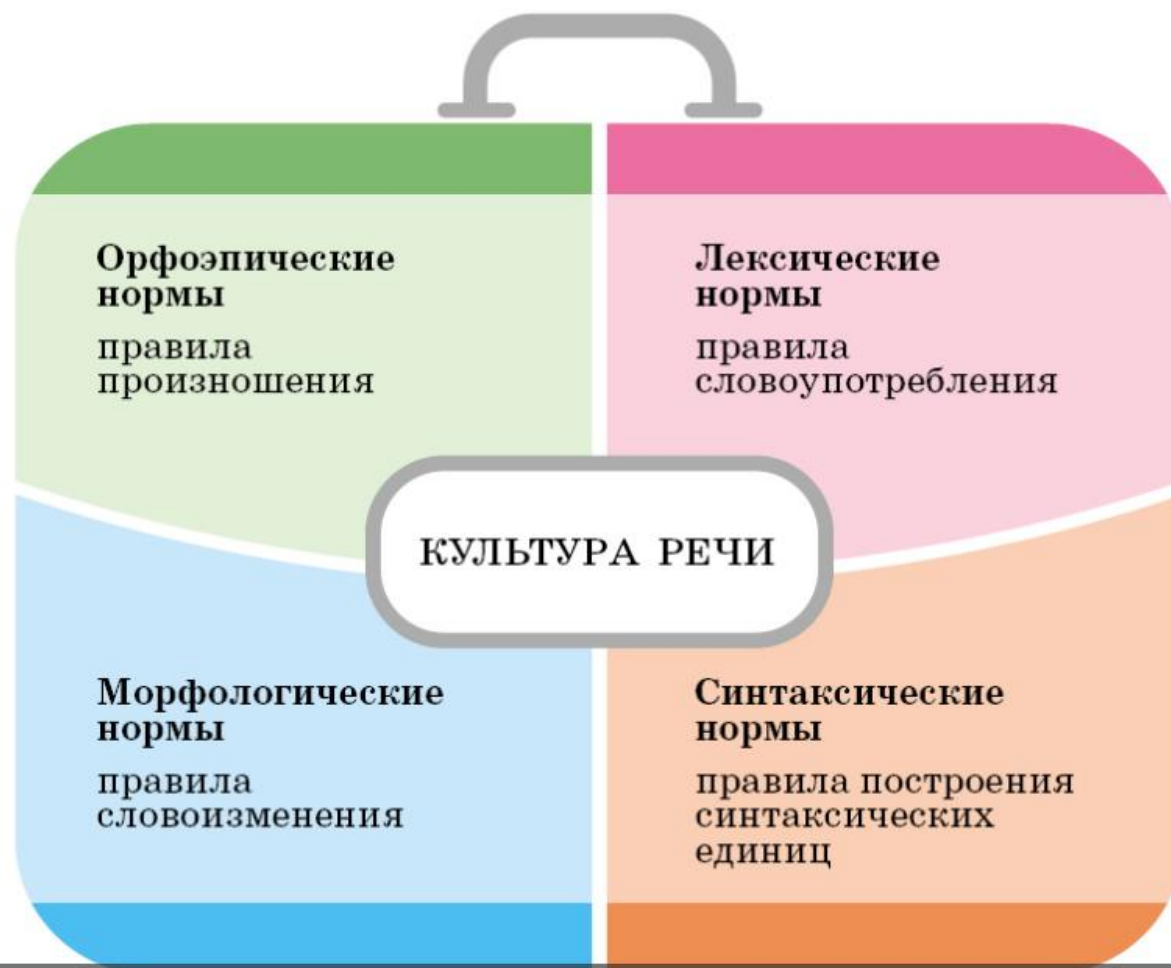 Орфоэпические
нормы
правила
произношения
Лексические
нормы
правила
словоупотребления
КУЛЬТУРА РЕЧИ
Морфологические
нормы
правила
словоизменения
Синтаксические
нормы
правила построения
синтаксических
единиц